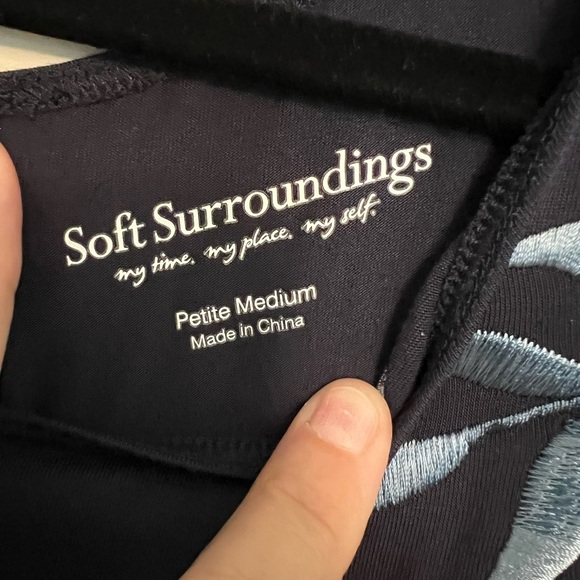 Soft Surroundings
my time. my place. my self.
Petite Medium
Made in China